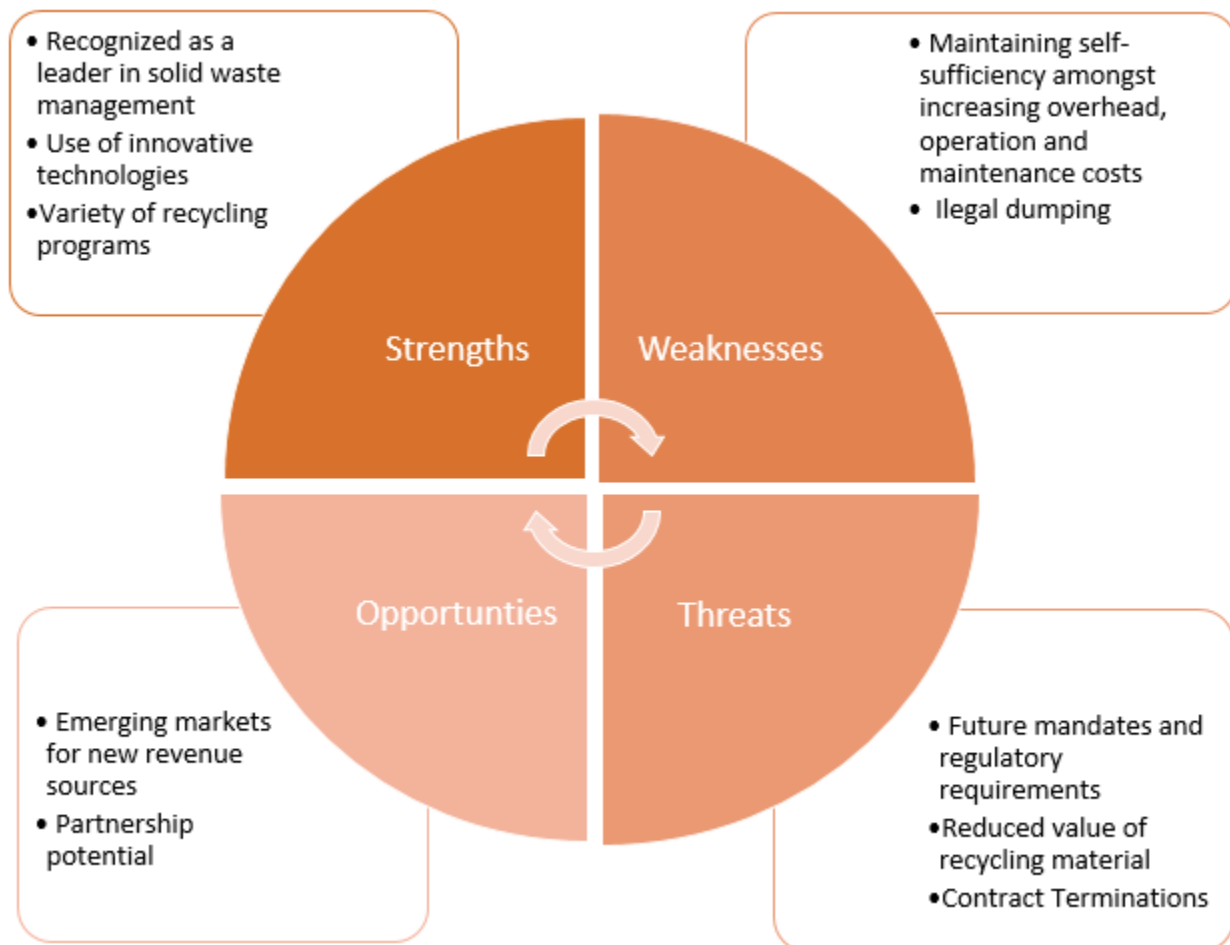 • Recognized as a
leader in solid waste
management
• Use of innovative
technologies
•Variety of recycling
programs
• Maintaining self-
sufficiency amongst
increasing overhead,
operation and
maintenance costs
• Ilegal dumping
Strengths
Weaknesses
Opportunties
Threats
• Emerging markets
for new revenue
sources
• Partnership
potential
• Future mandates and
regulatory
requirements
•Reduced value of
recycling material
•Contract Terminations